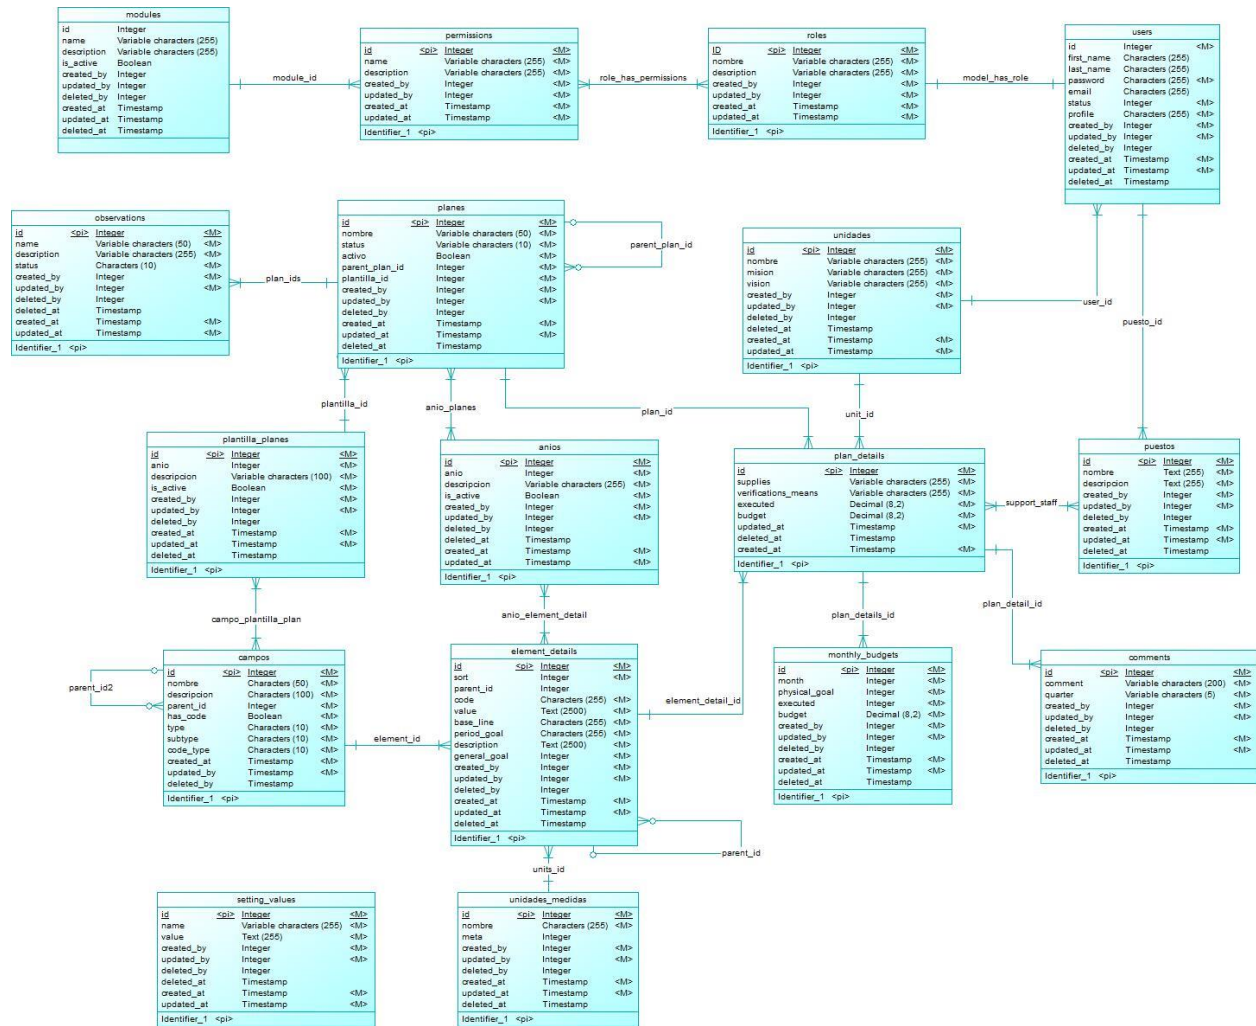 modules
id Integer
name Variable characters (255)
description Variable characters (255)
is_active Boolean
created_by Integer
updated_by Integer
deleted_by Integer
created_at Timestamp
updated_at Timestamp
deleted_at Timestamp
module_id
permissions
id <pi> Integer <M>
name Variable characters (255) <M>
description Variable characters (255) <M>
created_by Integer <M>
updated_by Integer <M>
created_at Timestamp <M>
updated_at Timestamp <M>
Identifier_1 <pi>
role_has_permissions
roles
ID <pi> Integer <M>
nombre Variable characters (255) <M>
description Variable characters (255) <M>
created_by Integer <M>
updated_by Integer <M>
created_at Timestamp <M>
updated_at Timestamp <M>
Identifier_1 <pi>
model_has_role
users
id Integer <M>
first_name Characters (255)
last_name Characters (255)
password Characters (255) <M>
email Characters (255)
status Integer <M>
profile Characters (255) <M>
created_by Integer <M>
updated_by Integer <M>
deleted_by Integer
created_at Timestamp <M>
updated_at Timestamp <M>
deleted_at Timestamp
observations
id <pi> Integer <M>
name Variable characters (50) <M>
description Variable characters (255) <M>
status Characters (10) <M>
created_by Integer <M>
updated_by Integer <M>
deleted_by Integer
deleted_at Timestamp
created_at Timestamp <M>
updated_at Timestamp <M>
Identifier_1 <pi>
plan_ids
planes
id <pi> Integer <M>
nombre Variable characters (50) <M>
status Variable characters (10) <M>
activo Boolean <M>
parent_plan_id Integer <M>
plantilla_id Integer <M>
created_by Integer <M>
updated_by Integer <M>
deleted_by Integer
created_at Timestamp <M>
updated_at Timestamp <M>
deleted_at Timestamp
Identifier_1 <pi>
parent_plan_id
unidades
id <pi> Integer <M>
nombre Variable characters (255) <M>
mision Variable characters (255) <M>
vision Variable characters (255) <M>
created_by Integer <M>
updated_by Integer <M>
deleted_by Integer
deleted_at Timestamp
created_at Timestamp <M>
updated_at Timestamp <M>
Identifier_1 <pi>
user_id
puesto_id
plantilla_id
anio_planes
plan_id
unit_id
plantilla_planes
id <pi> Integer <M>
anio Integer <M>
descripcion Variable characters (100) <M>
is_active Boolean <M>
created_by Integer <M>
updated_by Integer <M>
deleted_by Integer
created_at Timestamp <M>
updated_at Timestamp <M>
deleted_at Timestamp
Identifier_1 <pi>
anios
id <pi> Integer <M>
anio Integer <M>
descripcion Variable characters (255) <M>
is_active Boolean <M>
created_by Integer <M>
updated_by Integer <M>
deleted_by Integer
deleted_at Timestamp
created_at Timestamp <M>
updated_at Timestamp <M>
Identifier_1 <pi>
plan_details
id <pi> Integer <M>
supplies Variable characters (255) <M>
verifications_means Variable characters (255) <M>
executed Decimal (8,2) <M>
budget Decimal (8,2) <M>
updated_at Timestamp <M>
deleted_at Timestamp
created_at Timestamp <M>
Identifier_1 <pi>
support_staff
puestos
id <pi> Integer <M>
nombre Text (255) <M>
descripcion Text (255) <M>
created_by Integer <M>
updated_by Integer <M>
deleted_by Integer
created_at Timestamp <M>
updated_at Timestamp <M>
deleted_at Timestamp
Identifier_1 <pi>
campo_plantilla_plan
anio_element_detail
plan_details_id
plan_detail_id
campos
id <pi> Integer <M>
nombre Characters (50) <M>
descripcion Characters (100) <M>
parent_id Integer <M>
has_code Boolean <M>
type Characters (10) <M>
subtype Characters (10) <M>
code_type Characters (10) <M>
created_at Timestamp <M>
updated_by Timestamp <M>
deleted_by Timestamp
Identifier_1 <pi>
parent_id2
element_id
element_details
id <pi> Integer <M>
sort Integer <M>
parent_id Integer
code Characters (255) <M>
value Text (2500) <M>
base_line Characters (255) <M>
period_goal Characters (255) <M>
description Text (2500) <M>
general_goal Integer <M>
created_by Integer <M>
updated_by Integer <M>
deleted_by Integer
created_at Timestamp <M>
updated_at Timestamp <M>
deleted_at Timestamp
Identifier_1 <pi>
element_detail_id
parent_id
monthly_budgets
id <pi> Integer <M>
month Integer <M>
physical_goal Integer <M>
executed Integer <M>
budget Decimal (8,2) <M>
created_by Integer <M>
updated_by Integer <M>
deleted_by Integer
created_at Timestamp <M>
updated_at Timestamp <M>
deleted_at Timestamp
Identifier_1 <pi>
comments
id <pi> Integer <M>
comment Variable characters (200) <M>
quarter Variable characters (5) <M>
created_by Integer <M>
updated_by Integer <M>
deleted_by Integer
created_at Timestamp <M>
updated_at Timestamp <M>
deleted_at Timestamp
Identifier_1 <pi>
units_id
setting_values
id <pi> Integer <M>
name Variable characters (255) <M>
value Text (255) <M>
created_by Integer <M>
updated_by Integer <M>
deleted_by Integer
deleted_at Timestamp
created_at Timestamp <M>
updated_at Timestamp <M>
Identifier_1 <pi>
unidades_medidas
id <pi> Integer <M>
nombre Characters (255) <M>
meta Integer
created_by Integer <M>
updated_by Integer <M>
deleted_by Integer
created_at Timestamp <M>
updated_at Timestamp <M>
deleted_at Timestamp
Identifier_1 <pi>